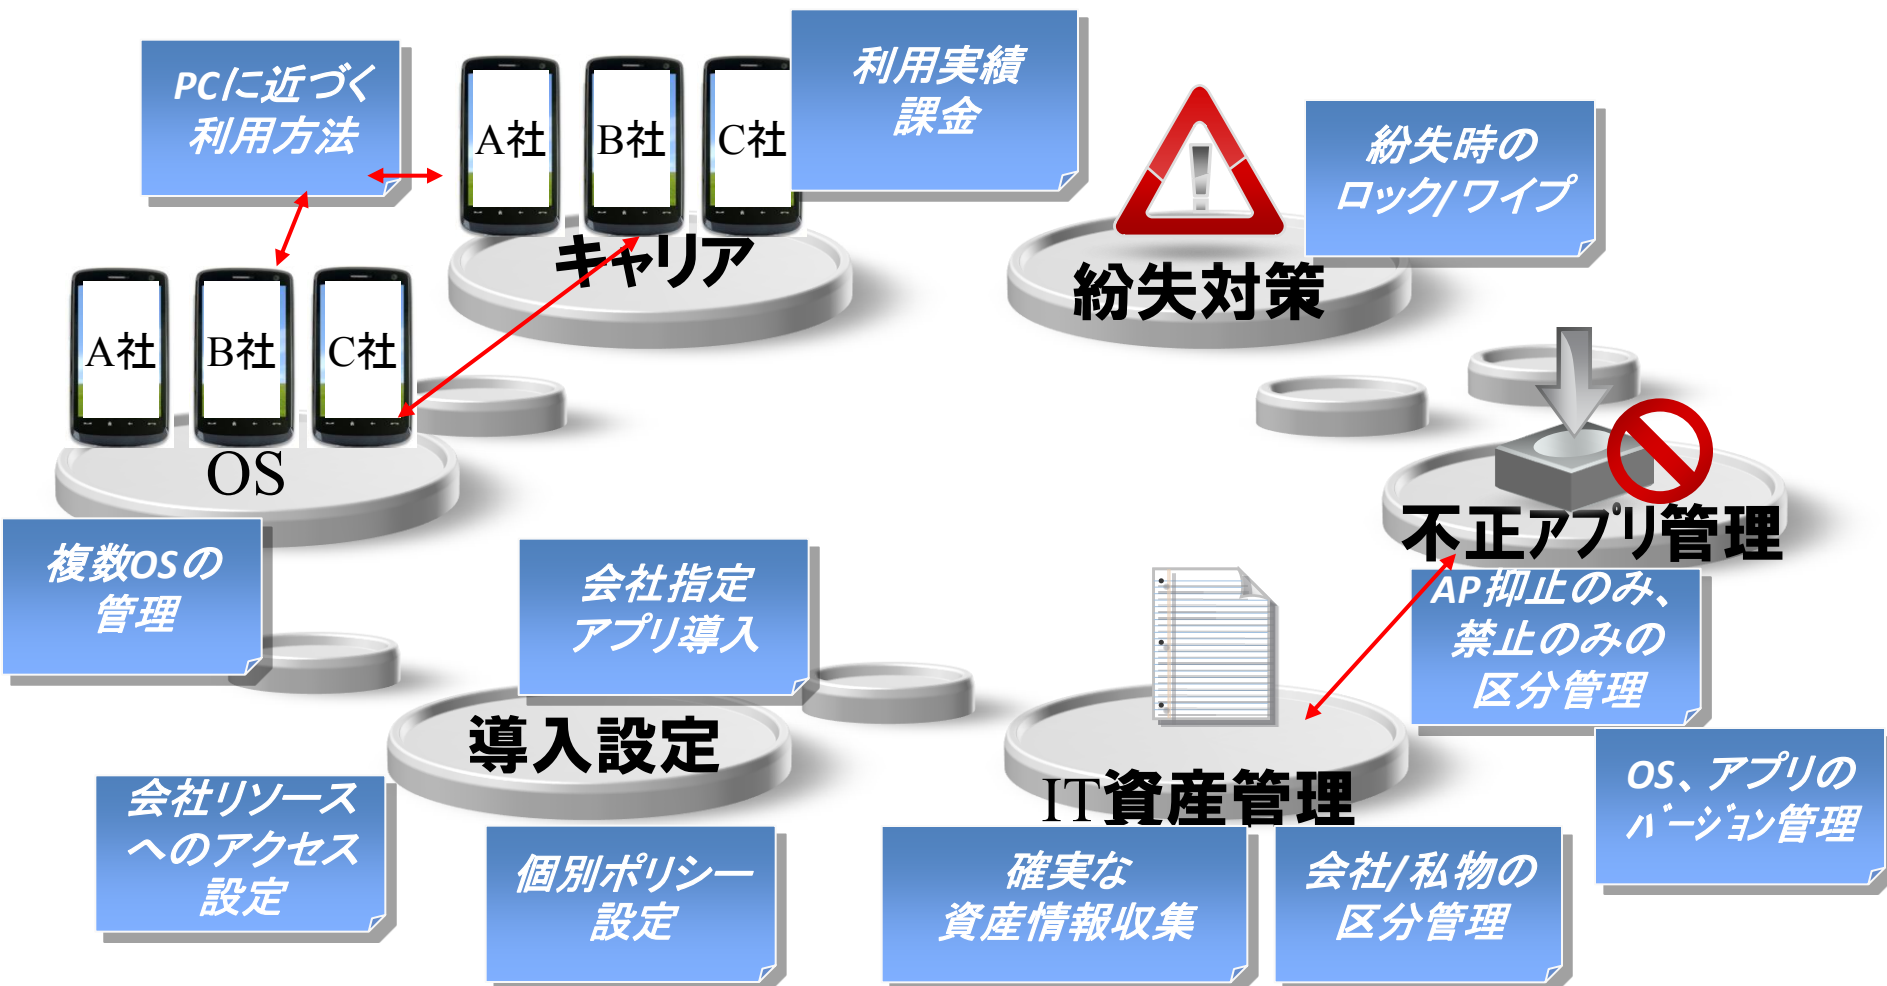 PCに近づく
利用方法
A社
B社
C社
キャリア
利用実績
課金
紛失対策
紛失時の
ロック/ワイプ
A社
B社
C社
OS
複数OSの
管理
不正アプリ管理
AP抑止のみ、
禁止のみの
区分管理
OS、アプリの
バージョン管理
会社指定
アプリ導入
導入設定
会社リソース
へのアクセス
設定
個別ポリシー
設定
IT資産管理
確実な
資産情報収集
会社/私物の
区分管理